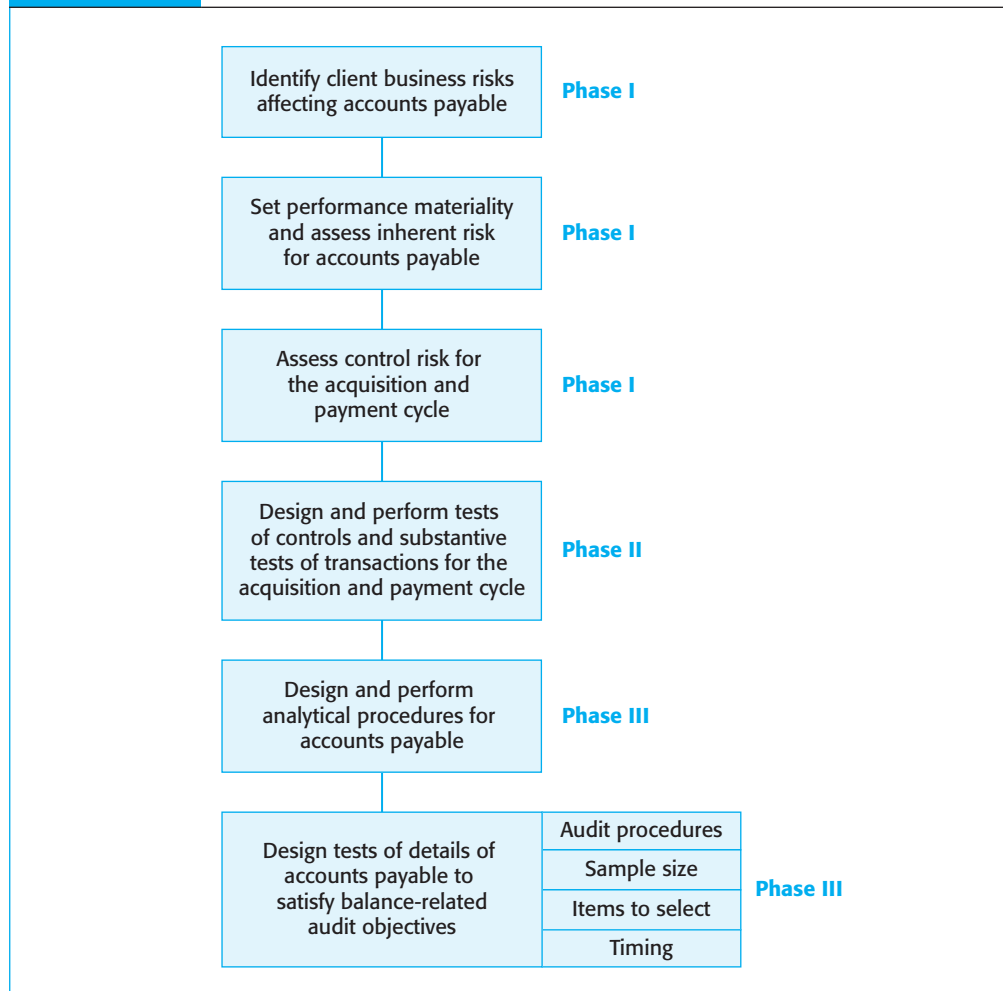 Identify client business risks
affecting accounts payable
Phase I
Set performance materiality
and assess inherent risk
for accounts payable
Phase I
Assess control risk for
the acquisition and
payment cycle
Phase I
Design and perform tests
of controls and substantive
tests of transactions for the
acquisition and payment cycle
Phase II
Design and perform
analytical procedures for
accounts payable
Phase III
Design tests of details of
accounts payable to
satisfy balance-related
audit objectives
Audit procedures
Sample size
Items to select
Timing
Phase III